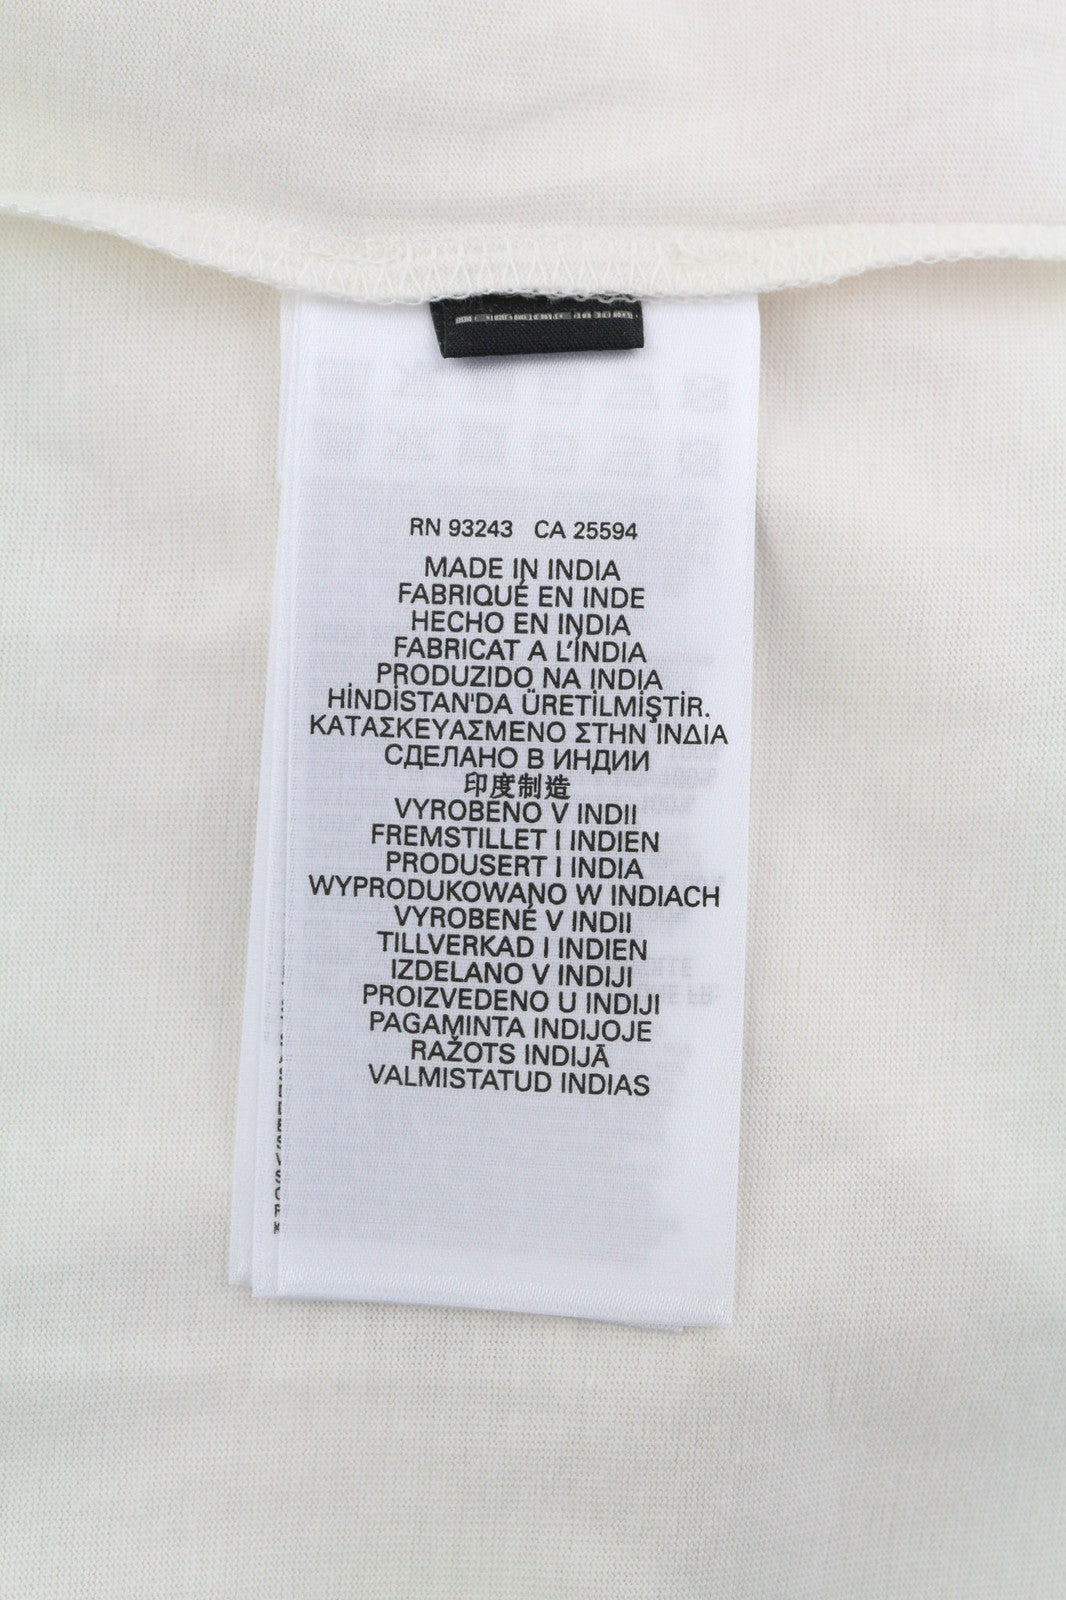 RN 93243 CA 25594
MADE IN INDIA
FABRIQUÉ EN INDE
HECHO EN INDIA
FABRICAT A L'ÍNDIA
PRODUZIDO NA INDIA
HİNDİSTAN'DA ÜRETİLMİŞTİR.
ΚΑΤΑΣΚΕΥΑΣΜΕΝΟ ΣΤΗΝ ΙΝΔΙΑ
СДЕЛАНО В ИНДИИ
印度制造
VYROBENO V INDII
FREMSTILLET I INDIEN
PRODUSERT I INDIA
WYPRODUKOWANO W INDIACH
VYROBENÉ V INDII
TILLVERKAD I INDIEN
IZDELANO V INDIJI
PROIZVEDENO U INDIJI
PAGAMINTA INDIJOJE
RAŽOTS INDIJĀ
VALMISTATUD INDIAS